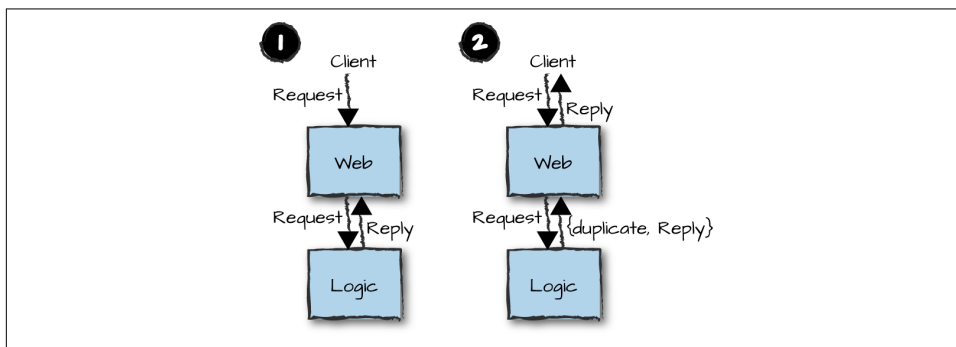 1
Client
Request
Web
Request
Reply
Logic
2
Client
Request
Reply
Web
Request
{duplicate, Reply}
Logic